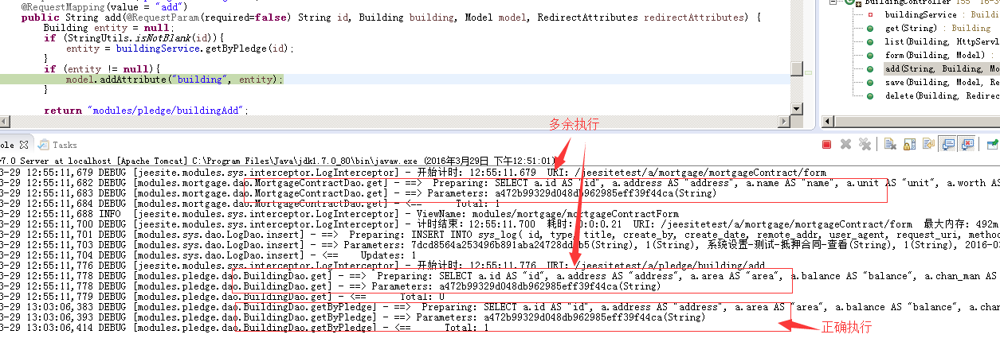 @RequestMapping(value = "add")
public String add(@RequestParam(required=false) String id, Building building, Model model, RedirectAttributes redirectAttributes) {
Building entity = null;
if (StringUtils.isNotBlank(id)){
entity = buildingService.getByPledge(id);
}
if (entity != null){
model.addAttribute("building", entity);
}
return "modules/pledge/buildingAdd";
BuildingController 155 16-3
buildingService : Buildi
get(String) : Building
list(Building, HttpServl
form(Building, Model) :
add(String, Building, Mo
save(Building, Model, Re
delete(Building, Redirec
多余执行
ole Tasks
v7.0 Server at localhost [Apache Tomcat] C:\Program Files\Java\jdk1.7.0_80\bin\javaw.exe (2016年3月29日 下午12:51:01)
3-29 12:55:11,679 DEBUG [jeesite.modules.sys.interceptor.LogInterceptor] - 开始计时: 12:55:11.679 URI: /jeesitetest/a/mortgage/mortgageContract/form
3-29 12:55:11,682 DEBUG [modules.mortgage.dao.MortgageContractDao.get] - ==> Preparing: SELECT a.id AS "id", a.address AS "address", a.name AS "name", a.unit AS "unit", a.worth AS
3-29 12:55:11,683 DEBUG [modules.mortgage.dao.MortgageContractDao.get] - ==> Parameters: a472b99329d048db962985eff39f44ca(String)
3-29 12:55:11,684 DEBUG [modules.mortgage.dao.MortgageContractDao.get] - <== Total: 1
3-29 12:55:11,688 INFO [jeesite.modules.sys.interceptor.LogInterceptor] - ViewName: modules/mortgage/mortgageContractForm
3-29 12:55:11,700 DEBUG [jeesite.modules.sys.interceptor.LogInterceptor] - 计时结束: 12:55:11.700 耗时: 0:0:0.21 URI: /jeesitetest/a/mortgage/mortgageContract/form 最大内存: 492m
3-29 12:55:11,701 DEBUG [modules.sys.dao.LogDao.insert] - ==> Preparing: INSERT INTO sys_log( id, type, title, create_by, create_date, remote_addr, user_agent, request_uri, method
3-29 12:55:11,703 DEBUG [modules.sys.dao.LogDao.insert] - ==> Parameters: 1(String), 系统设置-测试-抵押合同-查看(String), 1(String), 2016-03
3-29 12:55:11,704 DEBUG [modules.sys.dao.LogDao.insert] - <== Updates: 1
3-29 12:55:11,776 DEBUG [jeesite.modules.sys.interceptor.LogInterceptor] - 开始计时: 12:55:11.776 URI: /jeesitetest/a/pledge/building/add
3-29 12:55:11,778 DEBUG [modules.pledge.dao.BuildingDao.get] - ==> Preparing: SELECT a.id AS "id", a.address AS "address", a.area AS "area", a.balance AS "balance", a.chan_man AS
3-29 12:55:11,778 DEBUG [modules.pledge.dao.BuildingDao.get] - ==> Parameters: a472b99329d048db962985eff39f44ca(String)
3-29 12:55:11,779 DEBUG [modules.pledge.dao.BuildingDao.get] - <== Total: 0
3-29 13:03:06,383 DEBUG [modules.pledge.dao.BuildingDao.getByPledge] - ==> Preparing: SELECT a.id AS "id", a.address AS "address", a.area AS "area", a.balance AS "balance", a.cha
3-29 13:03:06,393 DEBUG [modules.pledge.dao.BuildingDao.getByPledge] - ==> Parameters: a472b99329d048db962985eff39f44ca(String)
3-29 13:03:06,414 DEBUG [modules.pledge.dao.BuildingDao.getByPledge] - <== Total: 1
正确执行